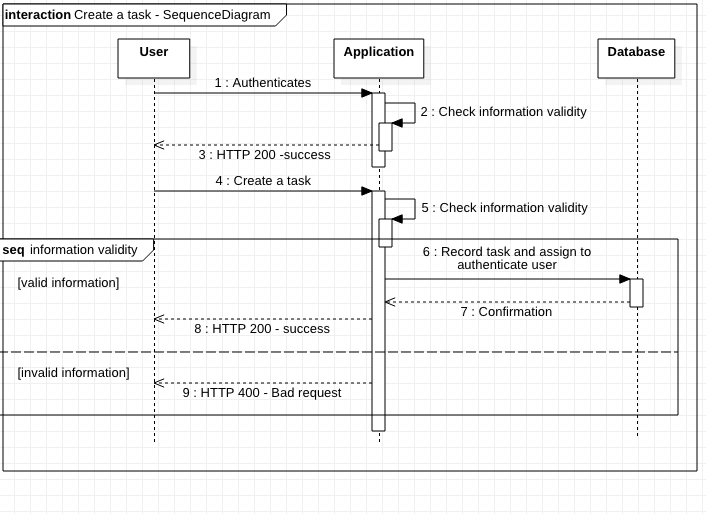 interaction Create a task - SequenceDiagram
User
Application
Database
1 : Authenticates
2 : Check information validity
3 : HTTP 200 -success
4 : Create a task
5 : Check information validity
seq information validity
6 : Record task and assign to
authenticate user
[valid information]
7 : Confirmation
8 : HTTP 200 - success
[invalid information]
9 : HTTP 400 - Bad request